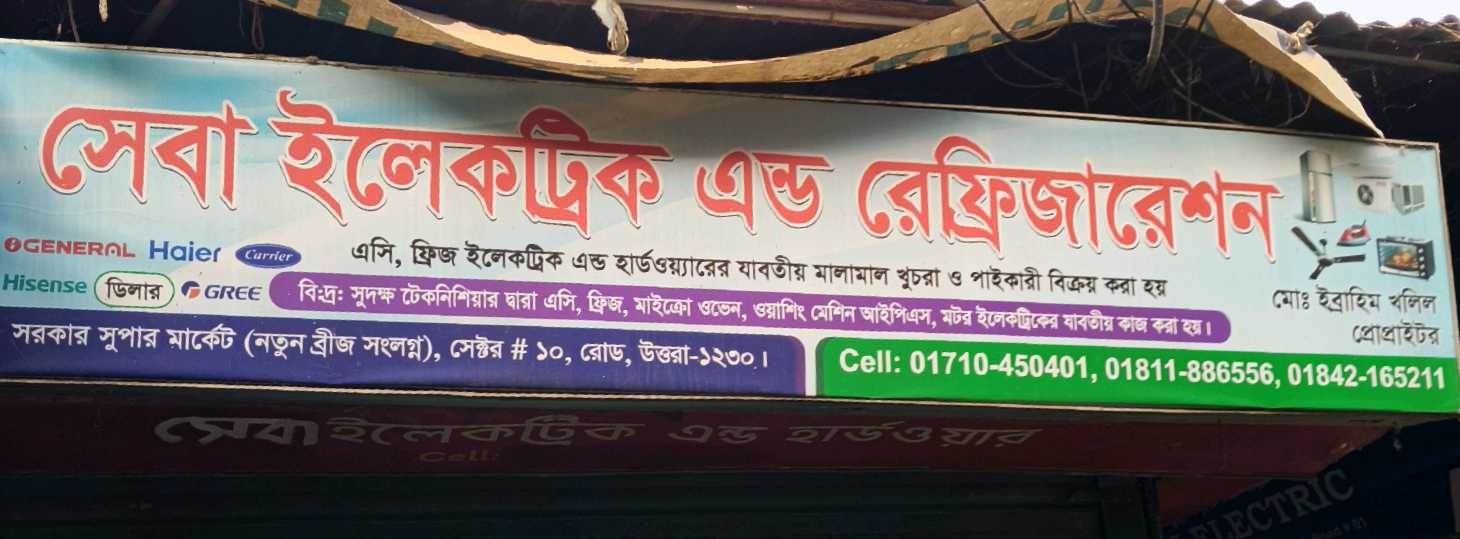 সেবা ইলেকট্রিক এন্ড রেফ্রিজারেশন
OGENERAL Haier Carrier
এসি, ফ্রিজ ইলেকট্রিক এন্ড হার্ডওয়্যারের যাবতীয় মালামাল খুচরা ও পাইকারী বিক্রয় করা হয়
Hisense ডিলার GREE
বি:দ্র: সুদক্ষ টেকনিশিয়ার দ্বারা এসি, ফ্রিজ, মাইক্রো ওভেন, ওয়াশিং মেশিন আইপিএস, মটর ইলেকট্রিকের যাবতীয় কাজ করা হয়।
মোঃ ইব্রাহিম খলিল
প্রোপ্রাইটর
সরকার সুপার মার্কেট (নতুন ব্রীজ সংলগ্ন), সেক্টর # ১০, রোড, উত্তরা-১২৩০।
Cell: 01710-450401, 01811-886556, 01842-165211
সেবা ইলেকট্রিক এন্ড হার্ডওয়ার
Cell:
ELECTRIC